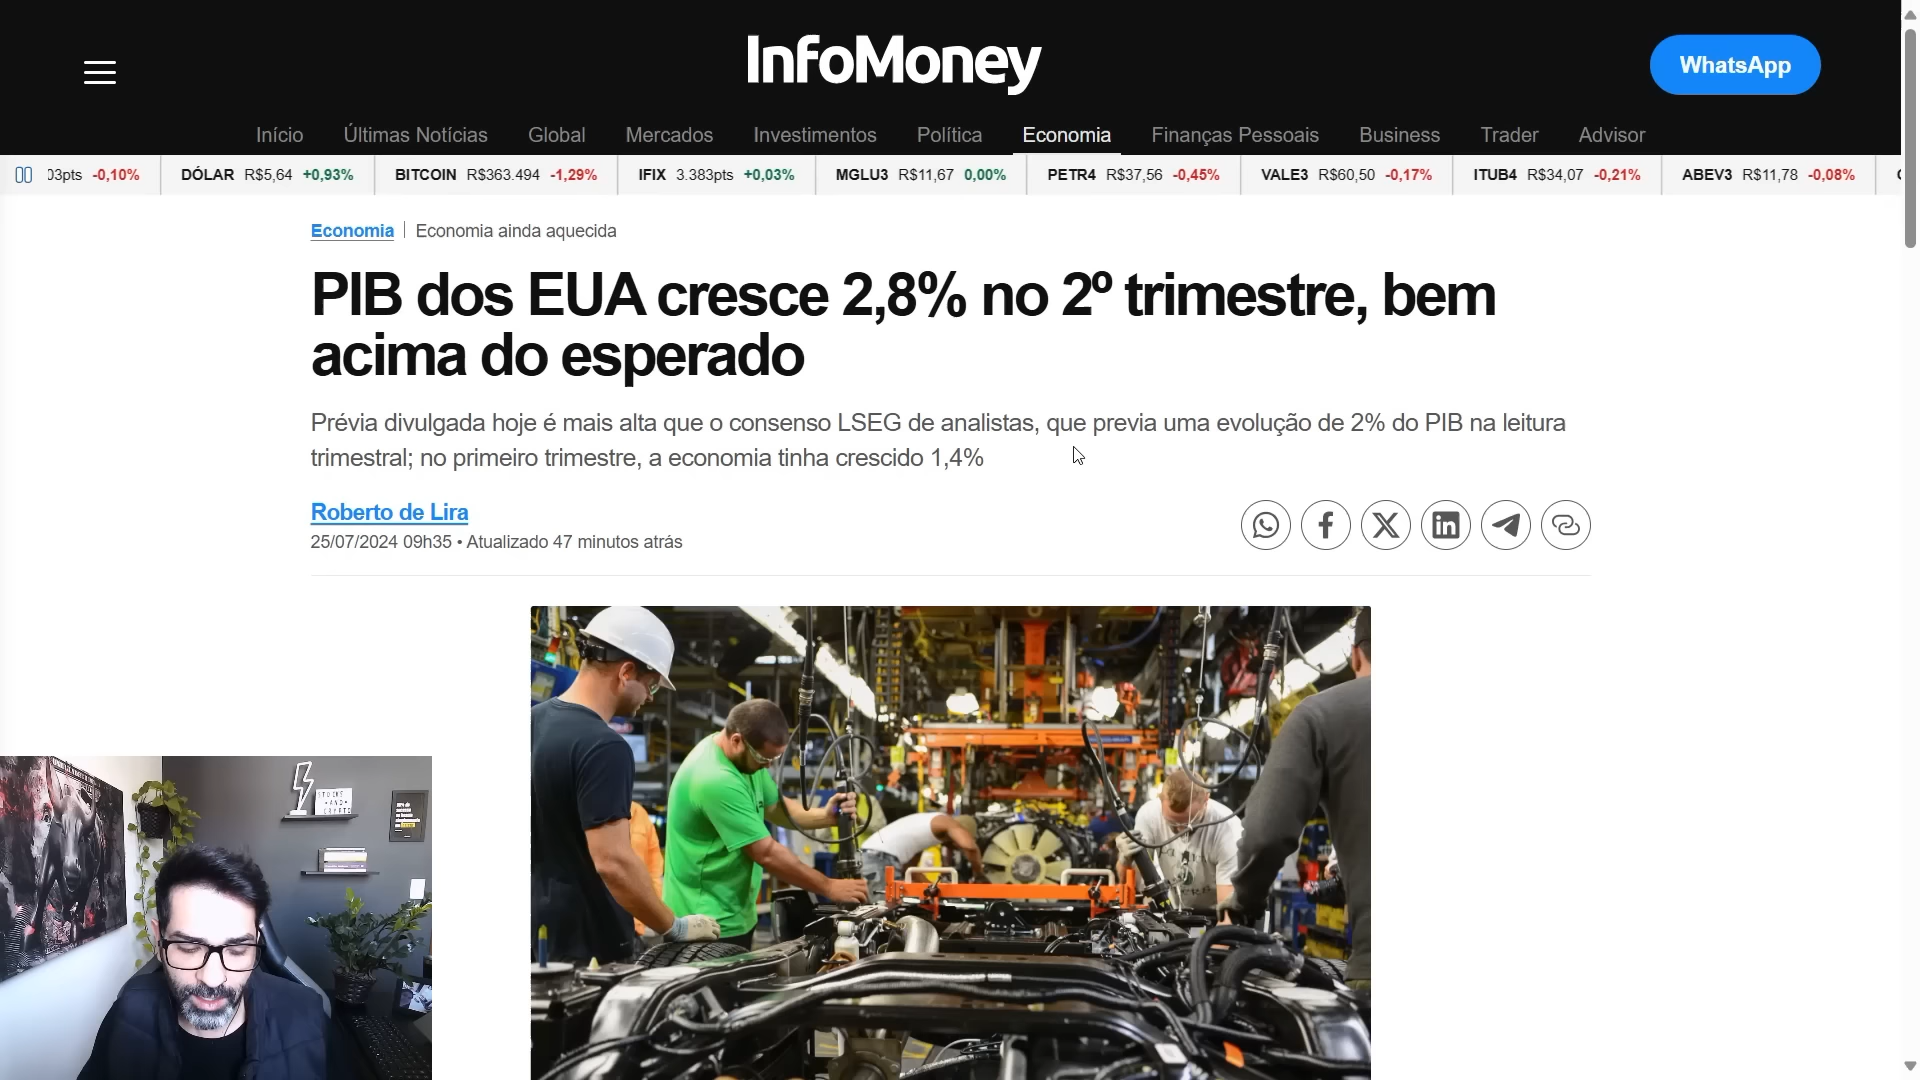 InfoMoney
WhatsApp
Início Últimas Notícias Global Mercados Investimentos Política Economia Finanças Pessoais Business Trader Advisor
03pts -0,10% DÓLAR R$5,64 +0,93% BITCOIN R$363.494 -1,29% IFIX 3.383pts +0,03% MGLU3 R$11,67 0,00% PETR4 R$37,56 -0,45% VALE3 R$60,50 -0,17% ITUB4 R$34,07 -0,21% ABEV3 R$11,78 -0,08%
Economia | Economia ainda aquecida
PIB dos EUA cresce 2,8% no 2º trimestre, bem
acima do esperado
Prévia divulgada hoje é mais alta que o consenso LSEG de analistas, que previa uma evolução de 2% do PIB na leitura
trimestral; no primeiro trimestre, a economia tinha crescido 1,4%
Roberto de Lira
25/07/2024 09h35 • Atualizado 47 minutos atrás
STOCKS
AND
CRYPTO